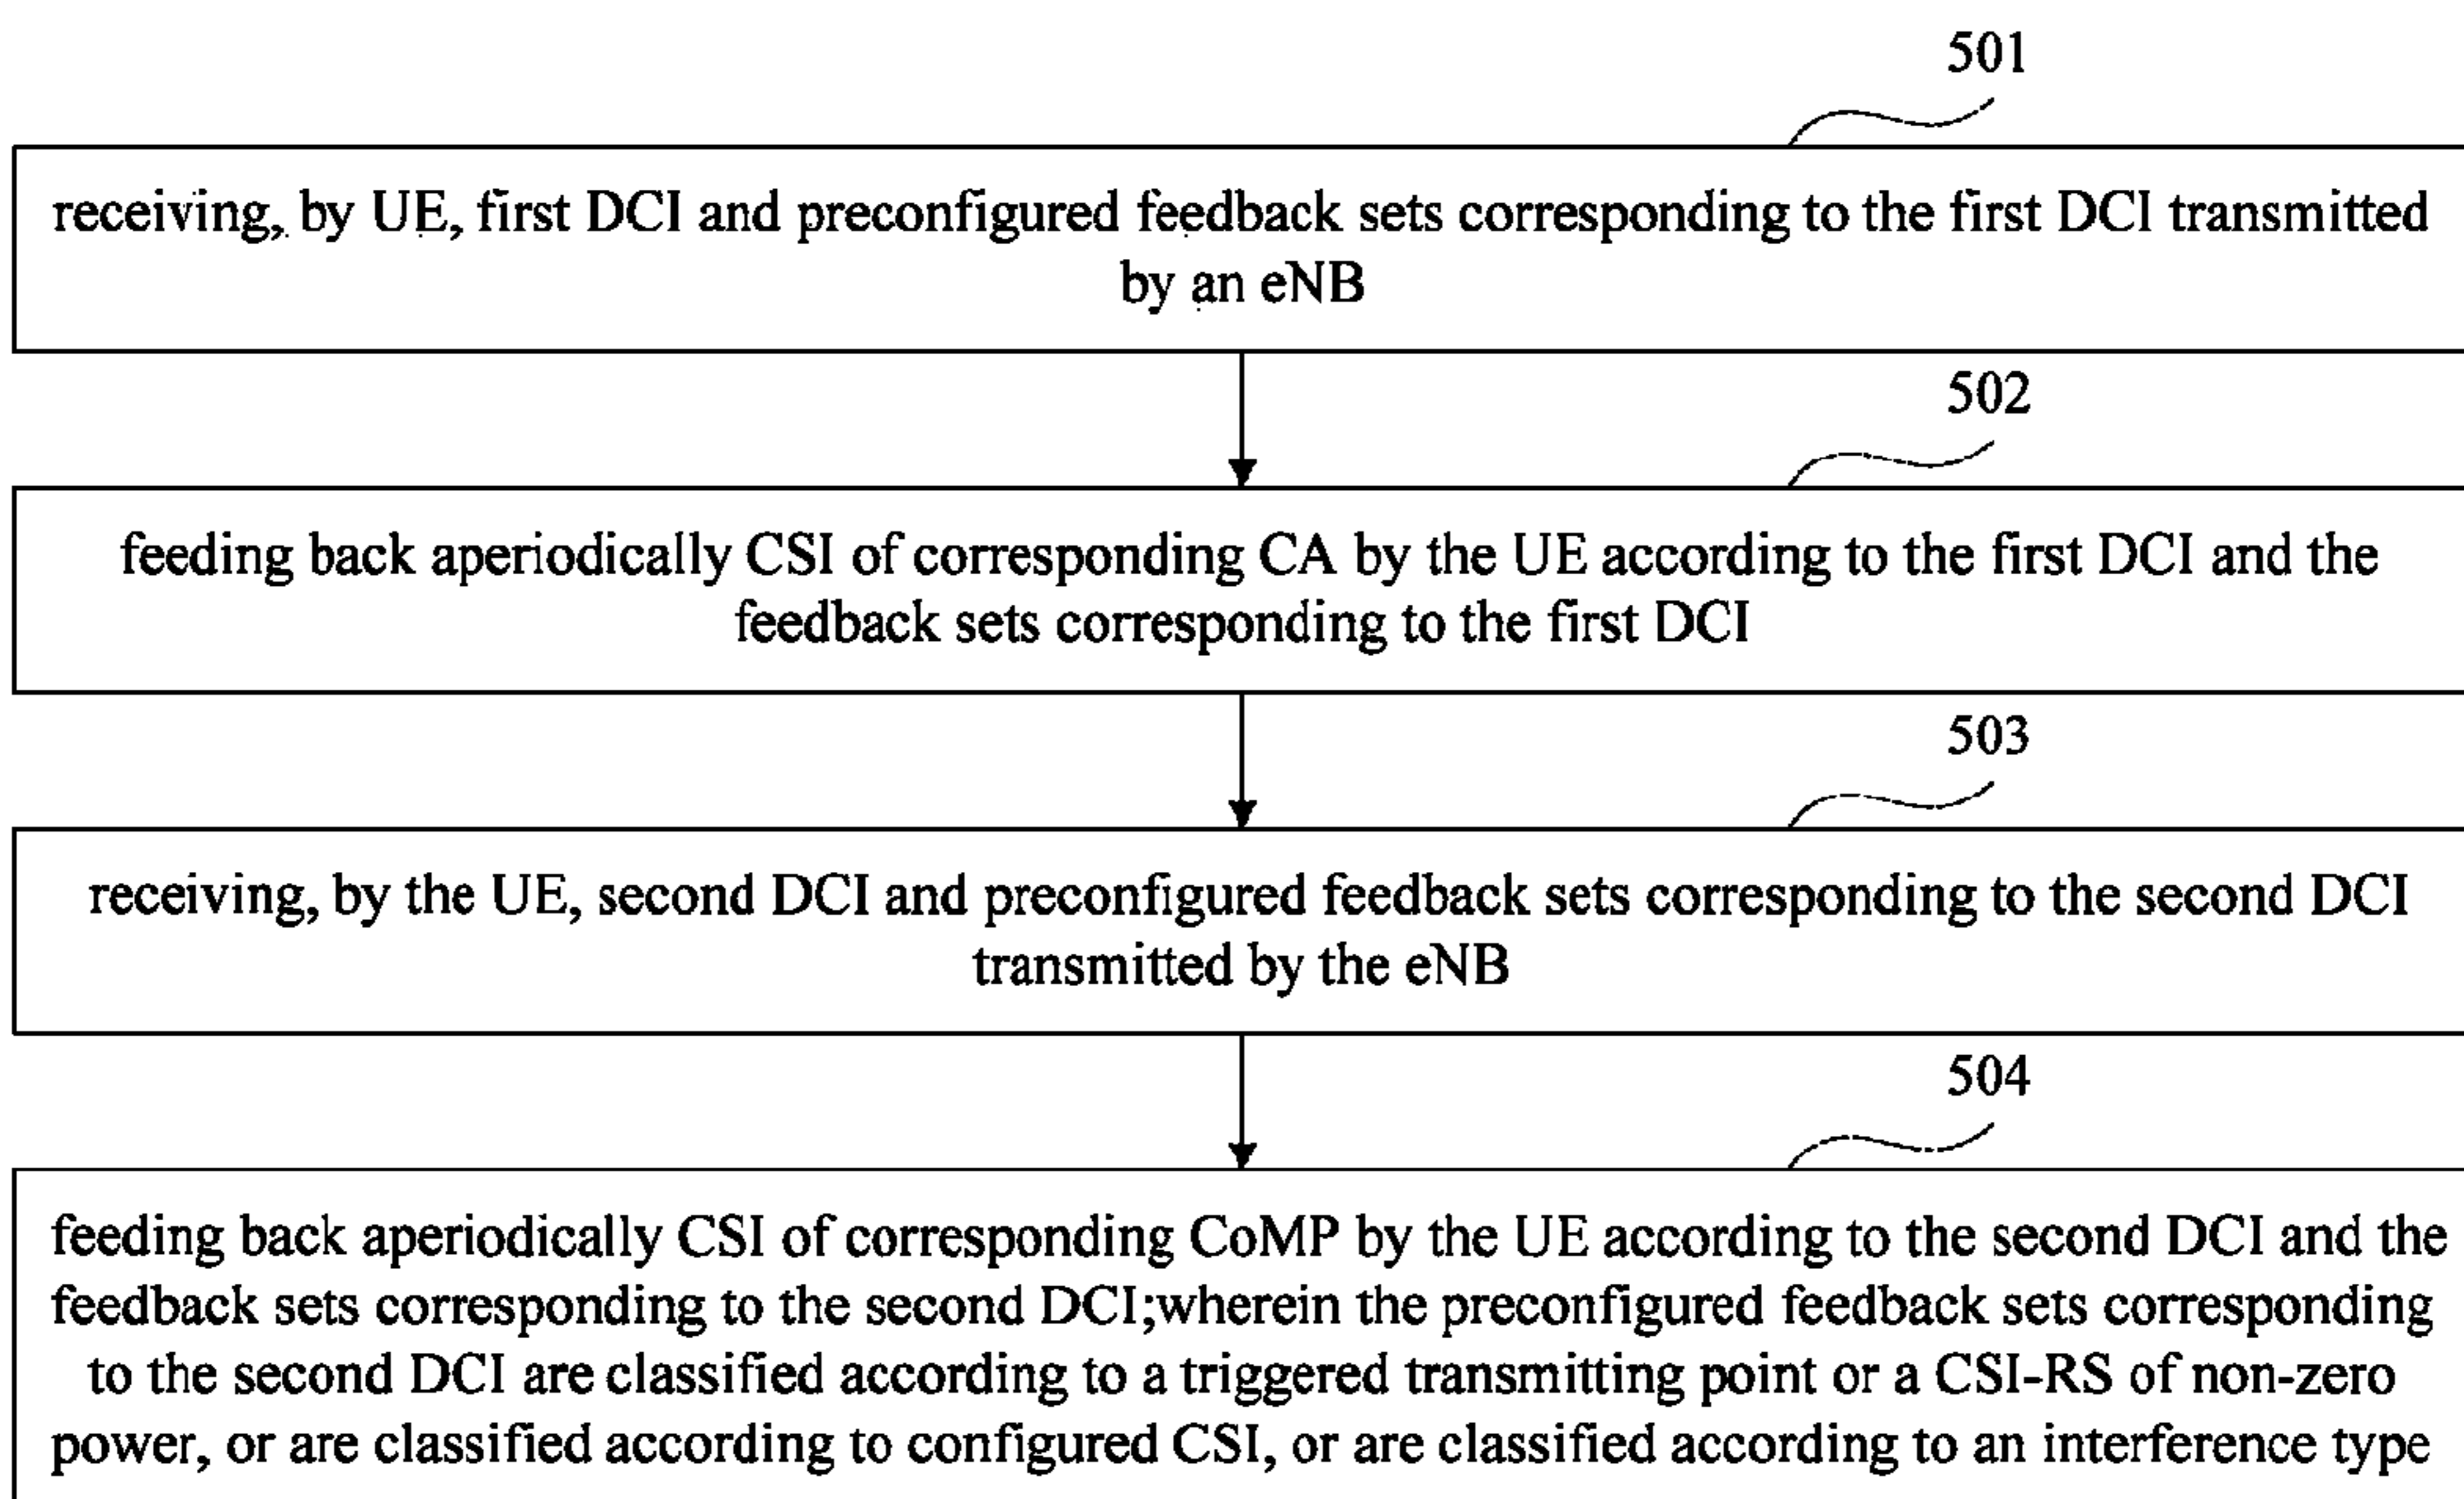 501
receiving, by UE, first DCI and preconfigured feedback sets corresponding to the first DCI transmitted
by an eNB
502
feeding back aperiodically CSI of corresponding CA by the UE according to the first DCI and the
feedback sets corresponding to the first DCI
503
receiving, by the UE, second DCI and preconfigured feedback sets corresponding to the second DCI
transmitted by the eNB
504
feeding back aperiodically CSI of corresponding CoMP by the UE according to the second DCI and the
feedback sets corresponding to the second DCI;wherein the preconfigured feedback sets corresponding
to the second DCI are classified according to a triggered transmitting point or a CSI-RS of non-zero
power, or are classified according to configured CSI, or are classified according to an interference type